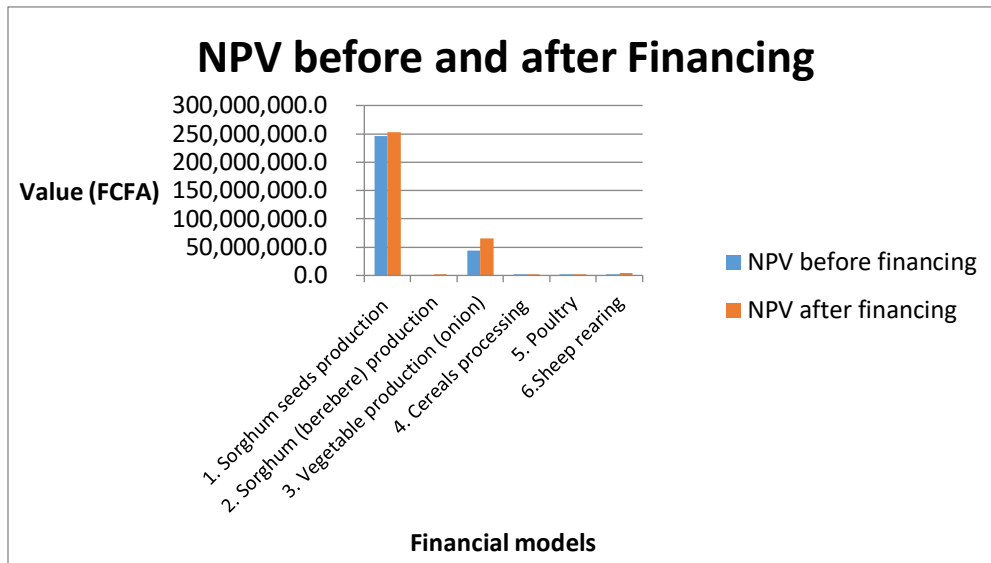 NPV before and after Financing
300,000,000.0
250,000,000.0
200,000,000.0
150,000,000.0
100,000,000.0
50,000,000.0
0.0
Value (FCFA)
1. Sorghum seeds production
2. Sorghum (berebere) production
3. Vegetable production (onion)
4. Cereals processing
5. Poultry
6.Sheep rearing
Financial models
NPV before financing
NPV after financing